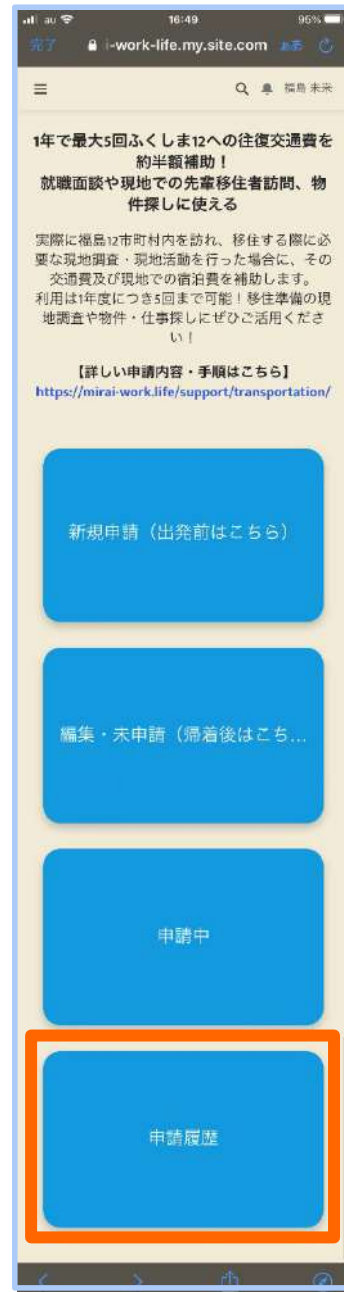 au 16:49 95%
完了 i-work-life.my.site.com ぁあ
福島 未来
1年で最大5回ふくしま12への往復交通費を
約半額補助！
就職面談や現地での先輩移住者訪問、物
件探しに使える
実際に福島12市町村内を訪れ、移住する際に必
要な現地調査・現地活動を行った場合に、その
交通費及び現地での宿泊費を補助します。
利用は1年度につき5回まで可能！移住準備の現
地調査や物件・仕事探しにぜひご活用くださ
い！
【詳しい申請内容・手順はこちら】
https://mirai-work.life/support/transportation/
新規申請（出発前はこちら）
編集・未申請（帰着後はこち...
申請中
申請履歴